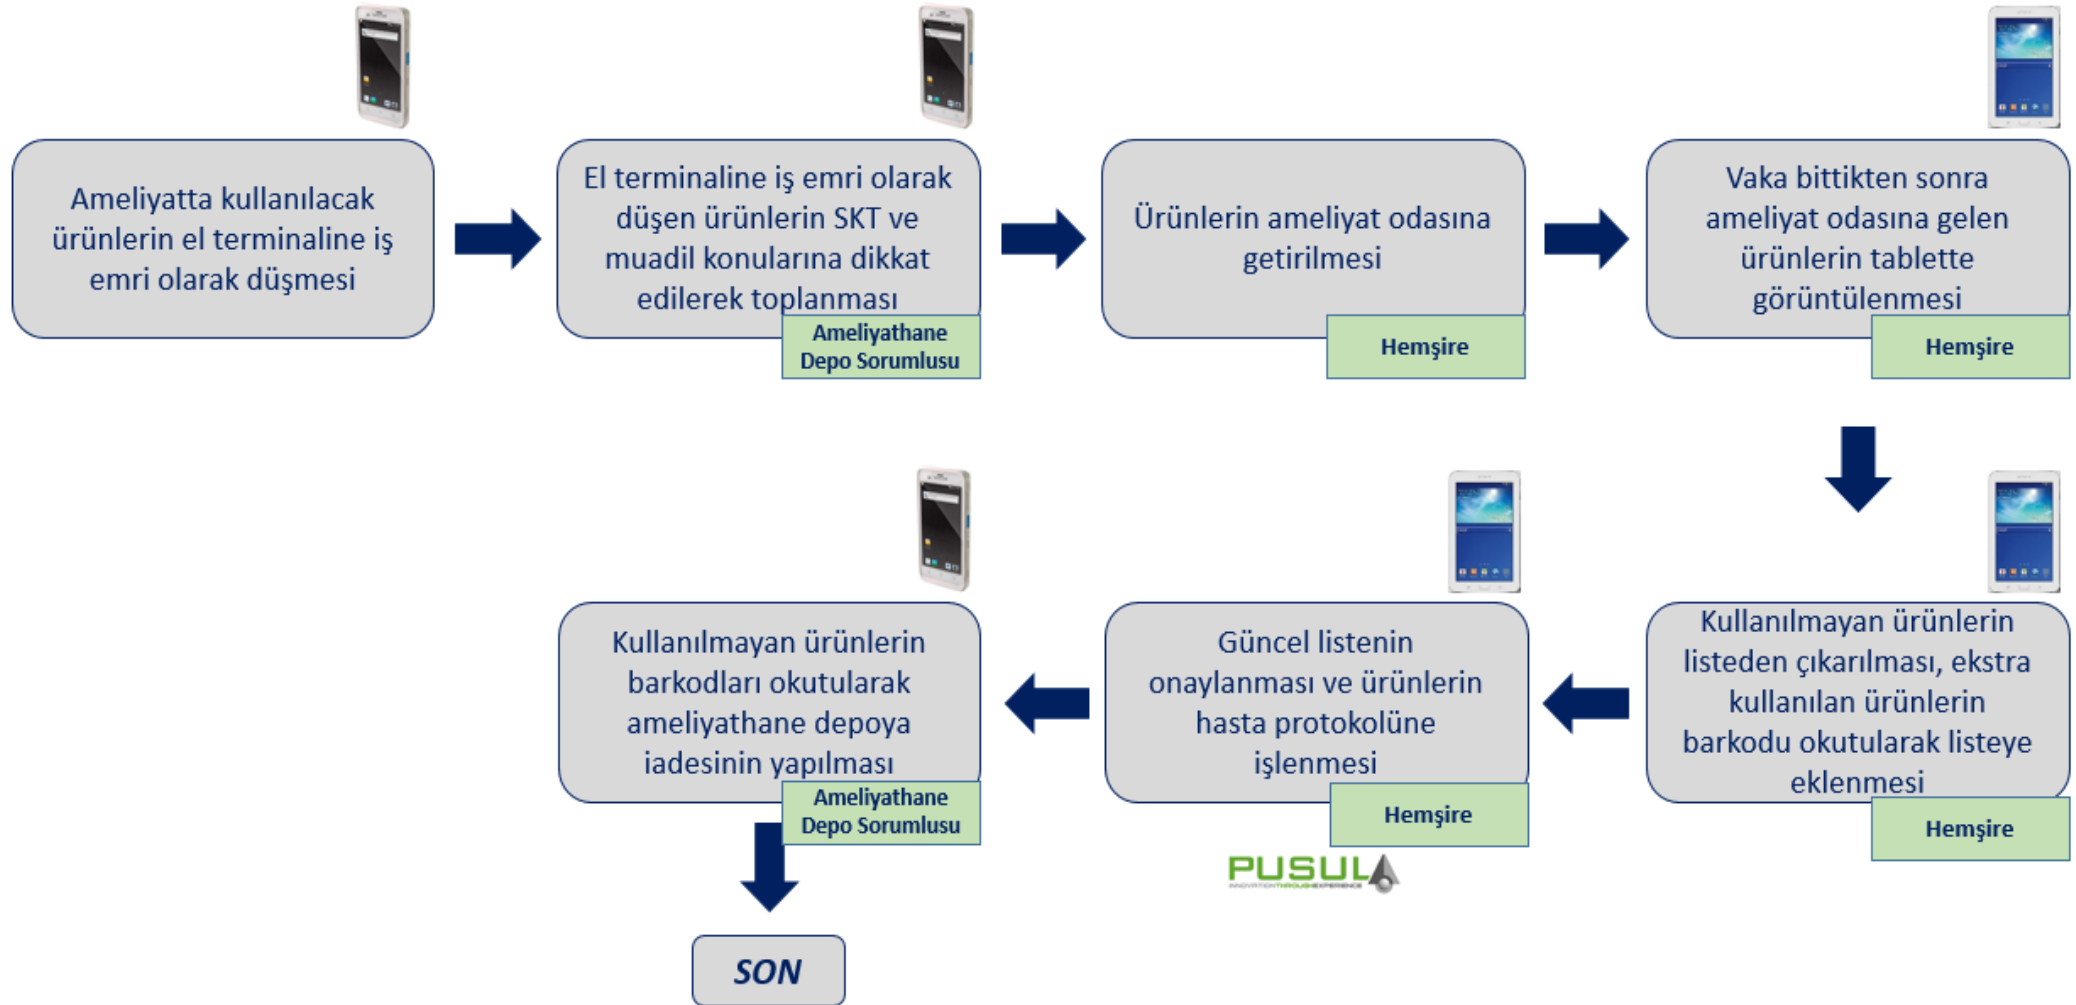 Ameliyatta kullanılacak
ürünlerin el terminaline iş
emri olarak düşmesi
El terminaline iş emri olarak
düşen ürünlerin SKT ve
muadil konularına dikkat
edilerek toplanması
Ameliyathane
Depo Sorumlusu
Ürünlerin ameliyat odasına
getirilmesi
Hemşire
Vaka bittikten sonra
ameliyat odasına gelen
ürünlerin tablette
görüntülenmesi
Hemşire
Kullanılmayan ürünlerin
listeden çıkarılması, ekstra
kullanılan ürünlerin
barkodu okutularak listeye
eklenmesi
Hemşire
Güncel listenin
onaylanması ve ürünlerin
hasta protokolüne
işlenmesi
Hemşire
PUSULA
INNOVATIONTHROUGHEXPERIENCE
Kullanılmayan ürünlerin
barkodları okutularak
ameliyathane depoya
iadesinin yapılması
Ameliyathane
Depo Sorumlusu
SON